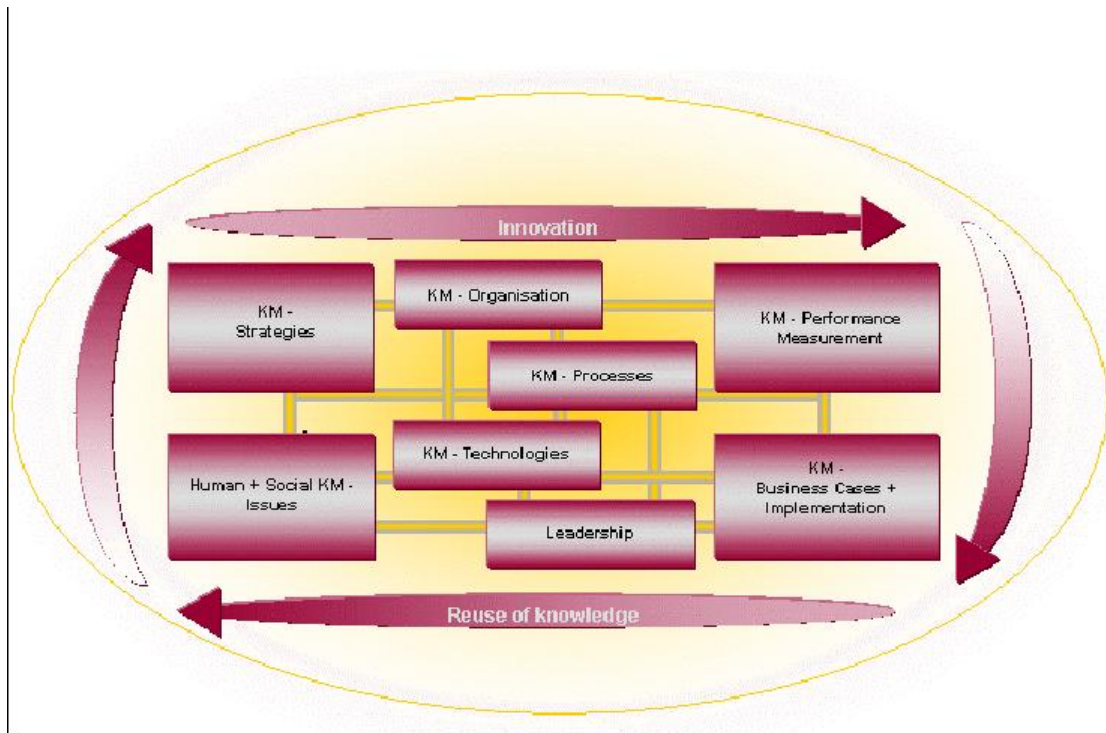 Innovation
KM -
Strategies
KM - Organisation
KM - Performance
Measurement
KM - Processes
Human + Social KM -
Issues
KM - Technologies
KM -
Business Cases +
Implementation
Leadership
Reuse of knowledge